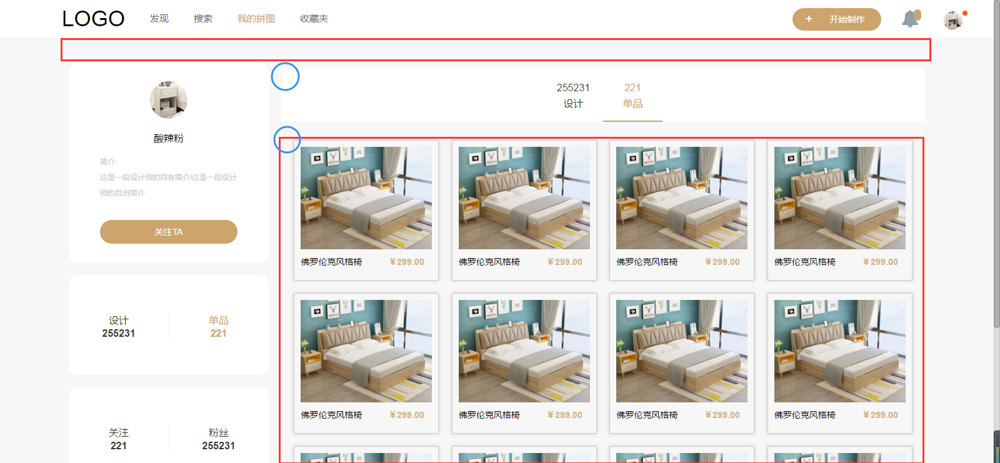 LOGO 发现 搜索 我的拼图 收藏夹 + 开始制作
酸辣粉
简介:
这是一段设计师的自有简介/这是一段设计
师的自由简介
关注TA
设计 单品
255231 221
关注 粉丝
221 255231
255231 221
设计 单品
佛罗伦克风格椅 ¥299.00 佛罗伦克风格椅 ¥299.00 佛罗伦克风格椅 ¥299.00 佛罗伦克风格椅 ¥299.00
佛罗伦克风格椅 ¥299.00 佛罗伦克风格椅 ¥299.00 佛罗伦克风格椅 ¥299.00 佛罗伦克风格椅 ¥299.00